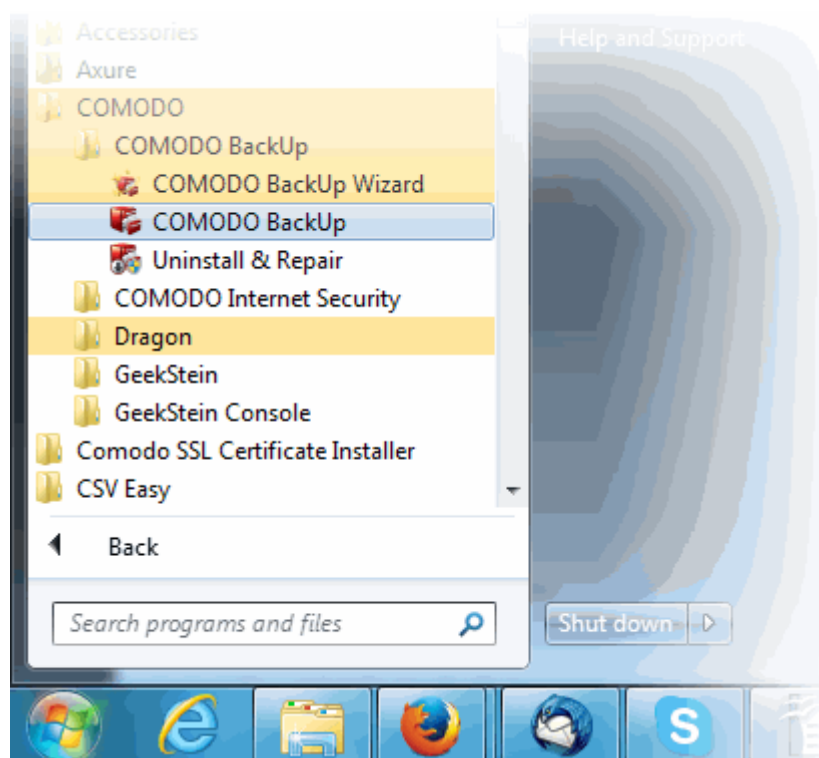 Accessories
Help and Support
Axure
COMODO
COMODO BackUp
COMODO BackUp Wizard
COMODO BackUp
Uninstall & Repair
COMODO Internet Security
Dragon
GeekStein
GeekStein Console
Comodo SSL Certificate Installer
CSV Easy
Back
Search programs and files
Shut down